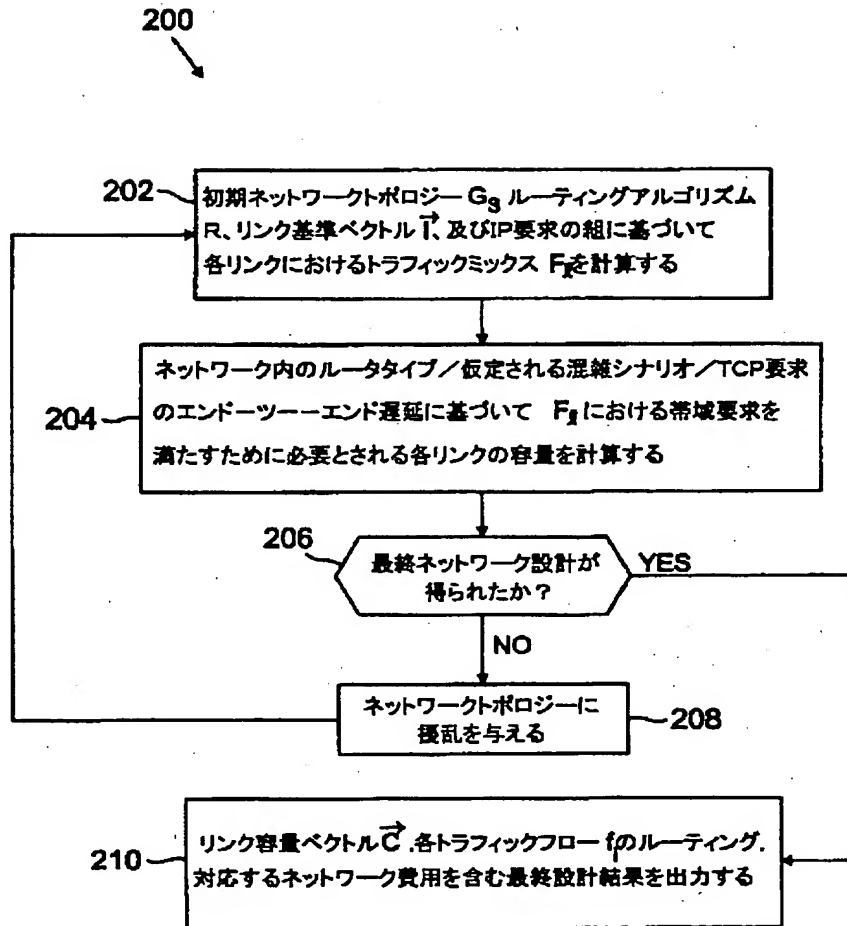 200
202
初期ネットワークトポロジー G₃ ルーティングアルゴリズム
R、リンク基準ベクトル I⃗、及びIP要求の組に基づいて
各リンクにおけるトラフィックミックス Fₗを計算する
204
ネットワーク内のルータタイプ/仮定される混雑シナリオ/TCP要求
のエンドーツーーエンド遅延に基づいて Fₗにおける帯域要求を
満たすために必要とされる各リンクの容量を計算する
206
最終ネットワーク設計が
得られたか?
YES
NO
ネットワークトポロジーに
擾乱を与える
208
210
リンク容量ベクトル C⃗ .各トラフィックフロー fᵢのルーティング.
対応するネットワーク費用を含む最終設計結果を出力する